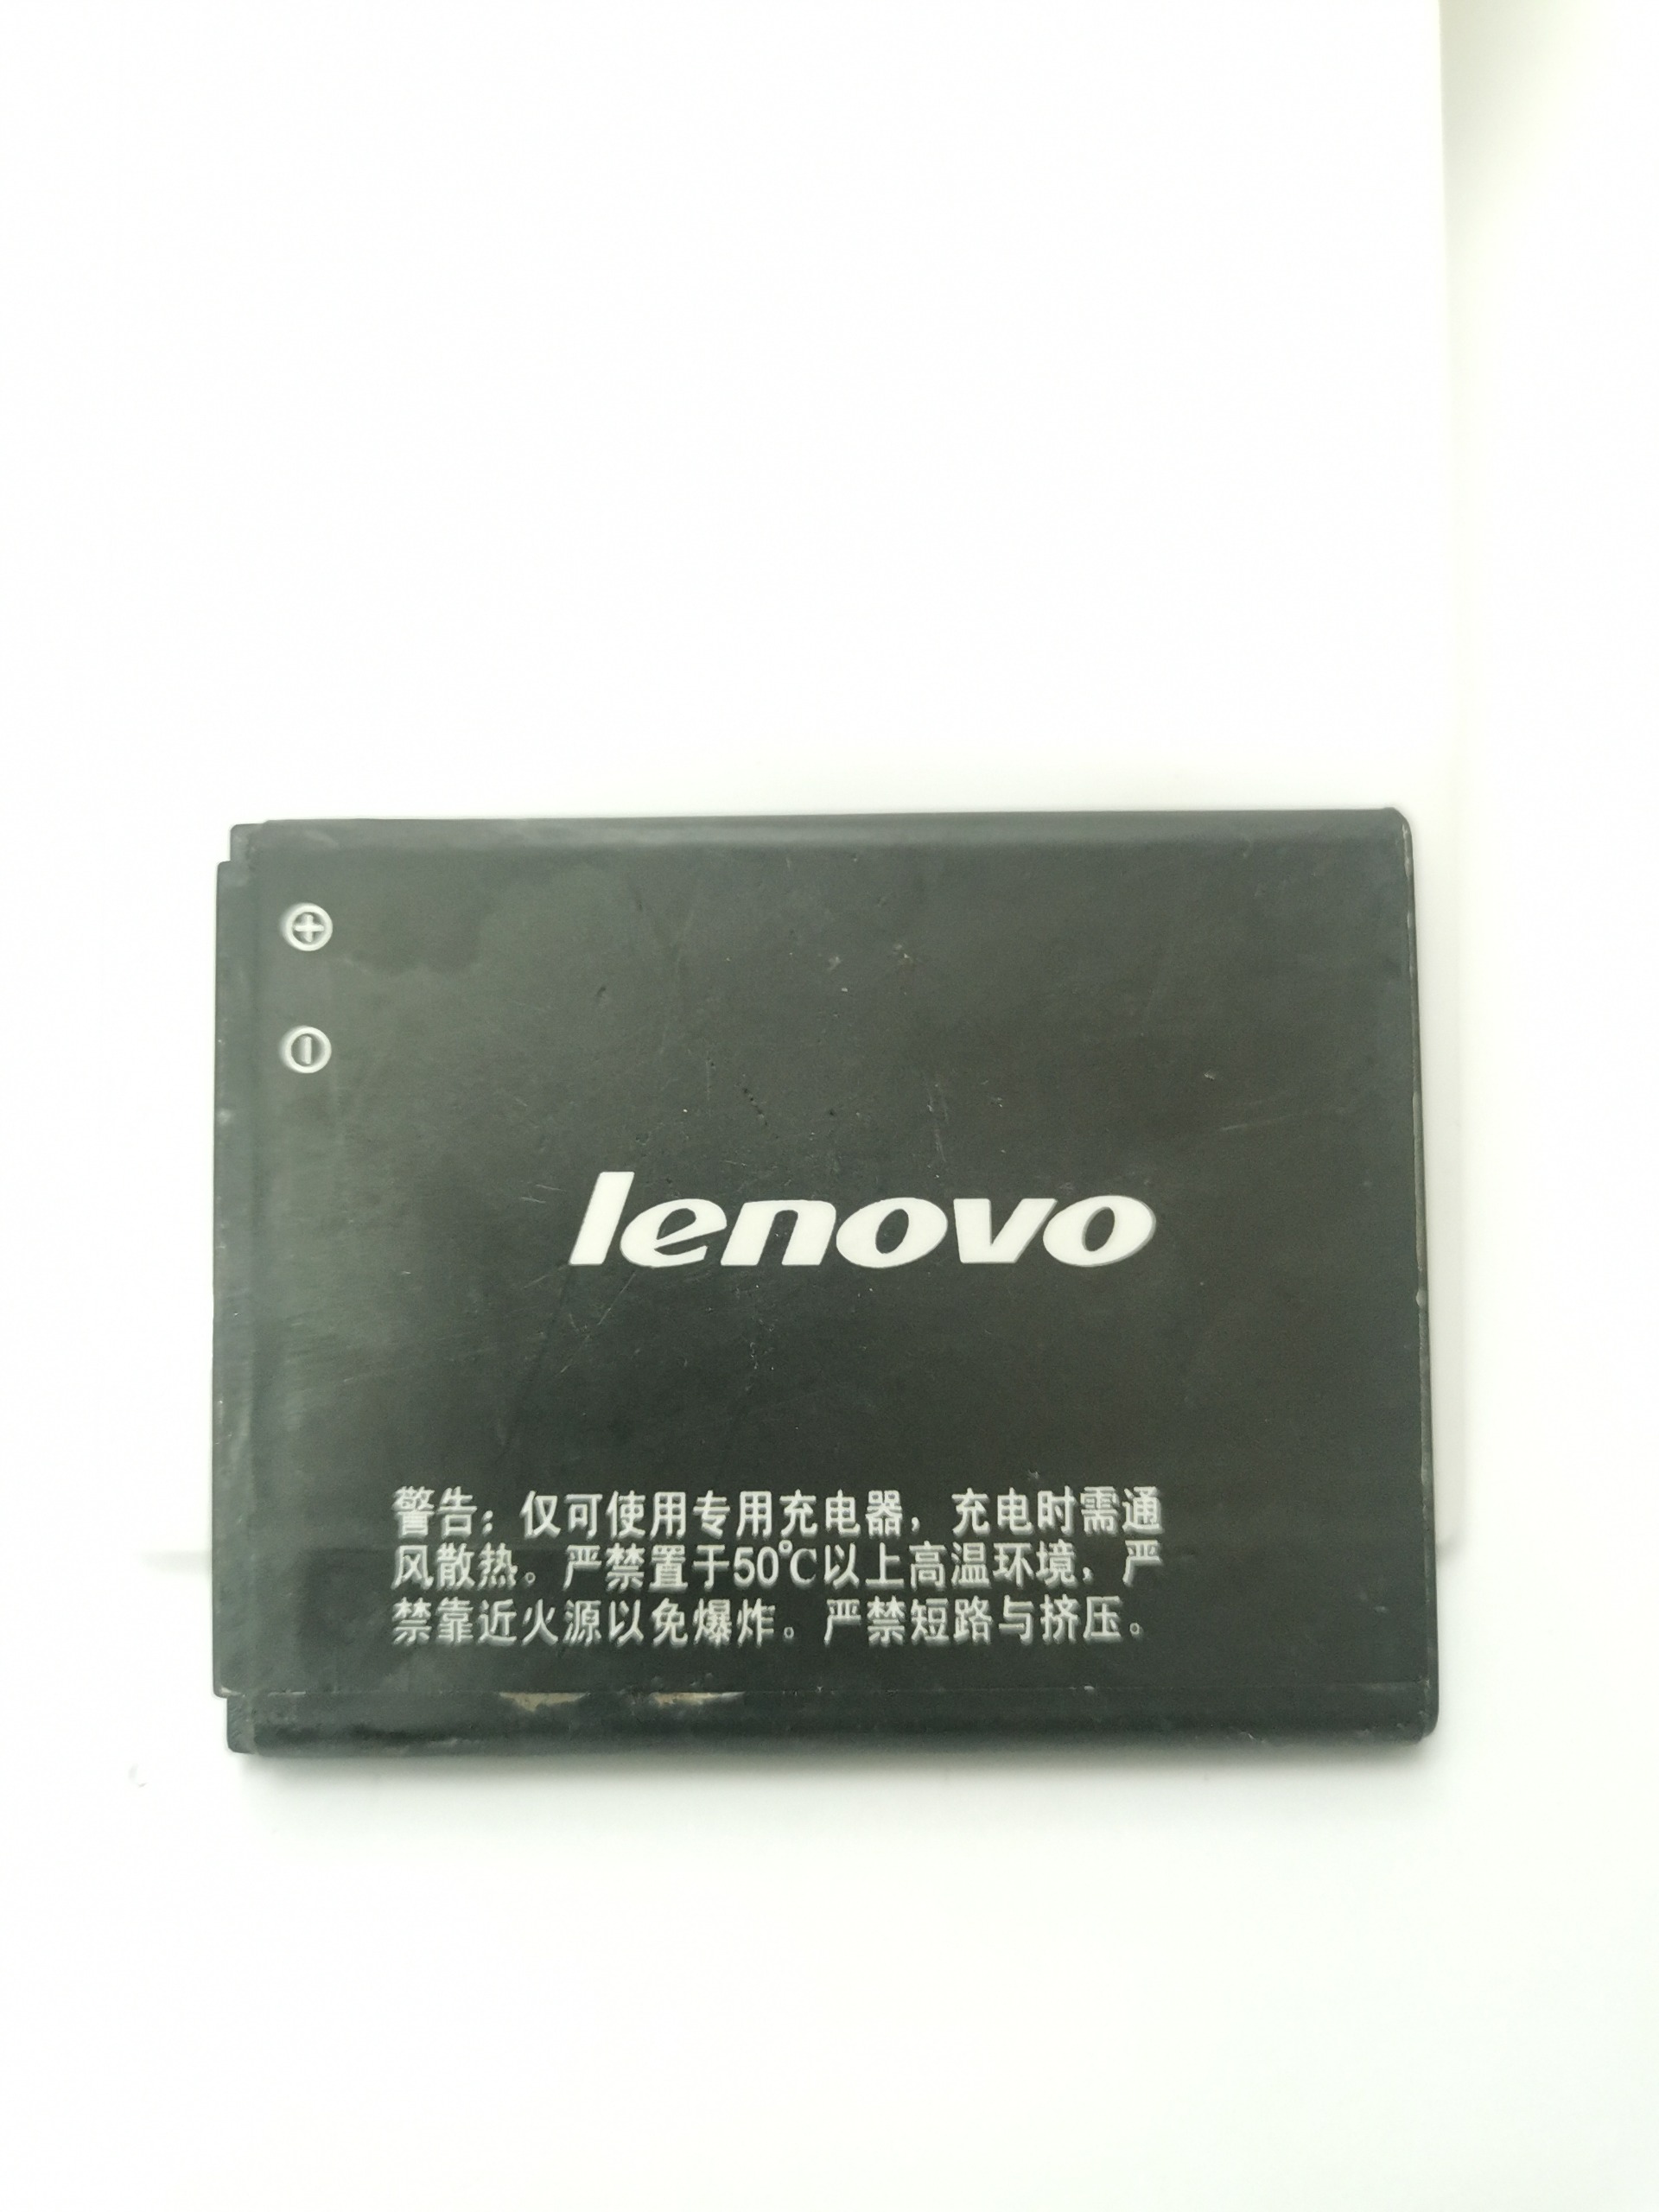 lenovo
警告：仅可使用专用充电器，充电时需通
风散热。严禁置于50℃以上高温环境，严
禁靠近火源以免爆炸。严禁短路与挤压。